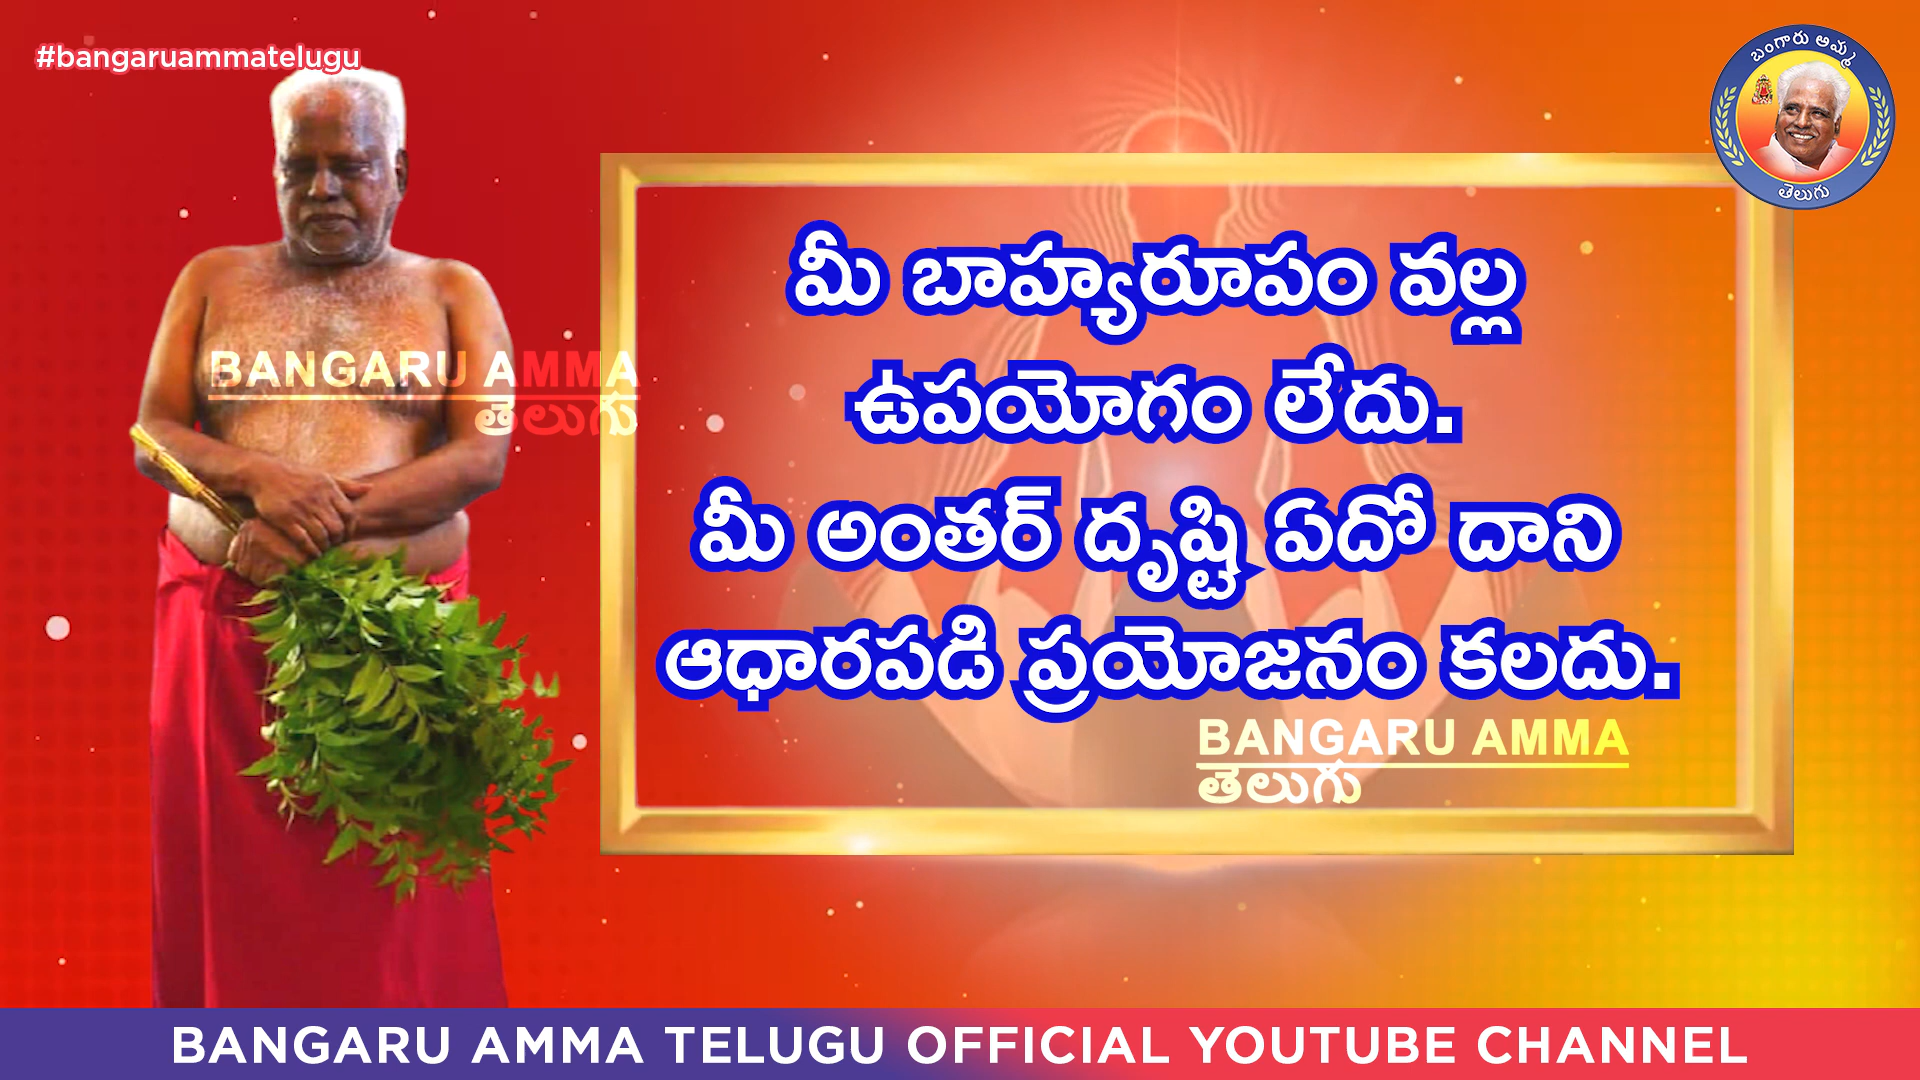 #bangaruammatelugu
బంగారు అమ్మ
తెలుగు
మీ బాహ్యరూపం వల్ల
ఉపయోగం లేదు.
మీ అంతర్ దృష్టి ఏదో దాని
ఆధారపడి ప్రయోజనం కలదు.
BANGARU AMMA
తెలుగు
BANGARU AMMA
తెలుగు
BANGARU AMMA TELUGU OFFICIAL YOUTUBE CHANNEL